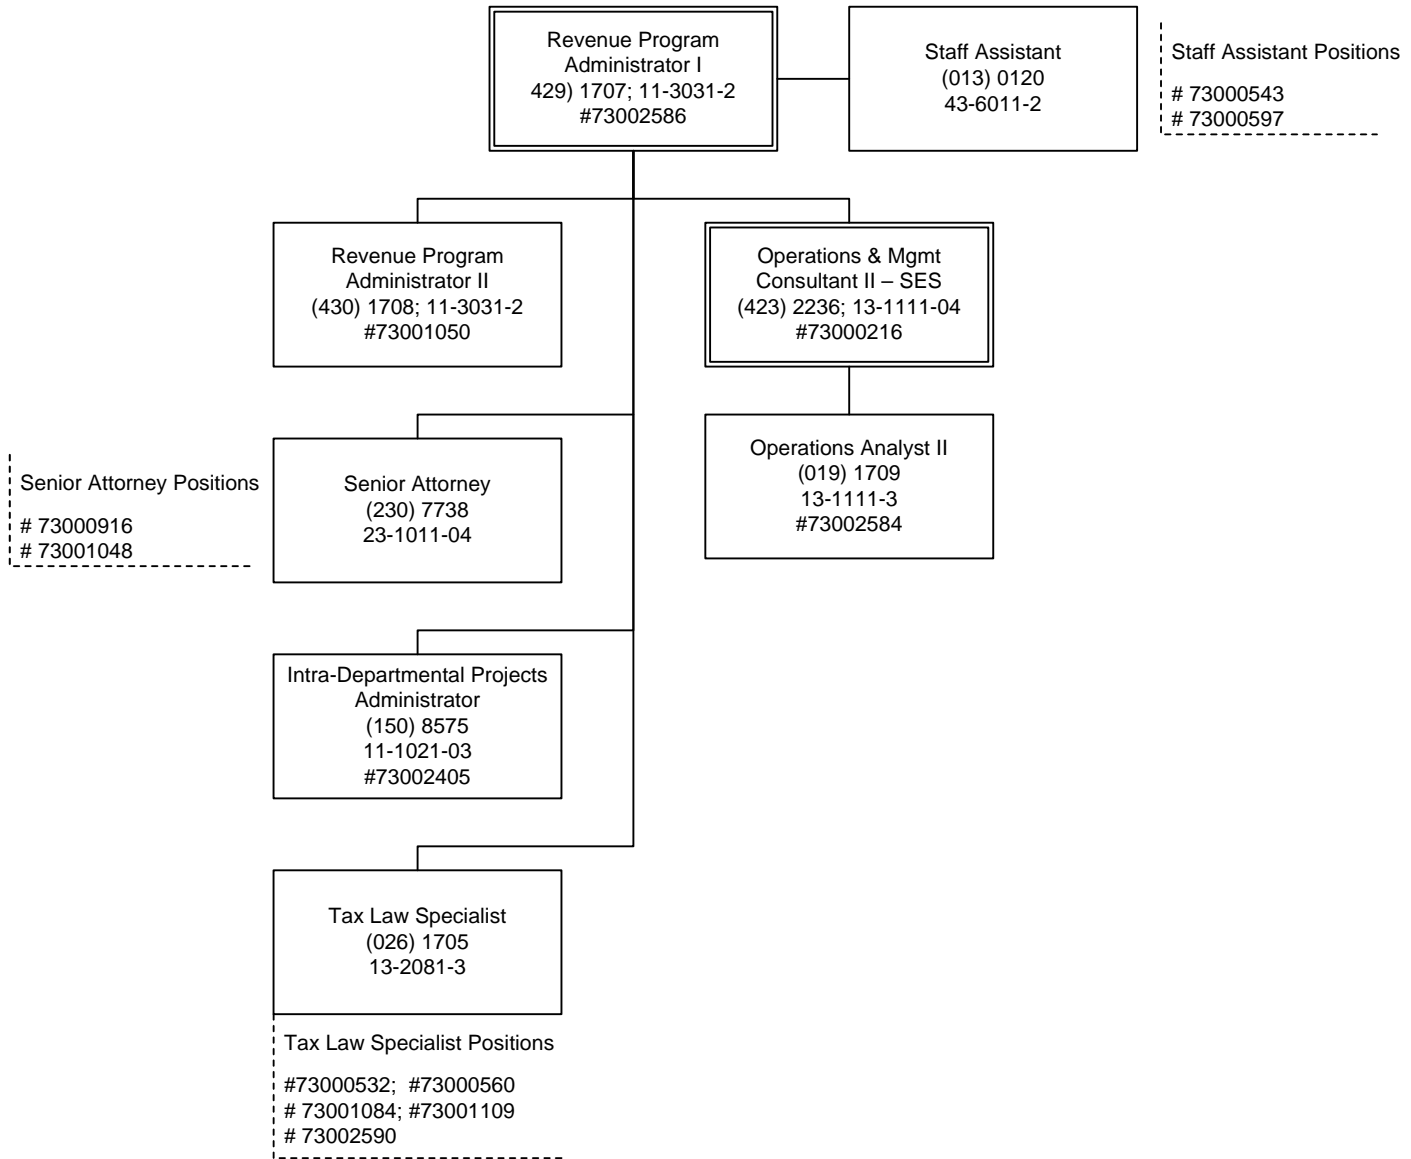 Revenue Program
Administrator I
429) 1707; 11-3031-2
#73002586
Staff Assistant
(013) 0120
43-6011-2
Staff Assistant Positions
# 73000543
# 73000597
Revenue Program
Administrator II
(430) 1708; 11-3031-2
#73001050
Operations & Mgmt
Consultant II – SES
(423) 2236; 13-1111-04
#73000216
Senior Attorney Positions
# 73000916
# 73001048
Senior Attorney
(230) 7738
23-1011-04
Operations Analyst II
(019) 1709
13-1111-3
#73002584
Intra-Departmental Projects
Administrator
(150) 8575
11-1021-03
#73002405
Tax Law Specialist
(026) 1705
13-2081-3
Tax Law Specialist Positions
#73000532;  #73000560
# 73001084; #73001109
# 73002590